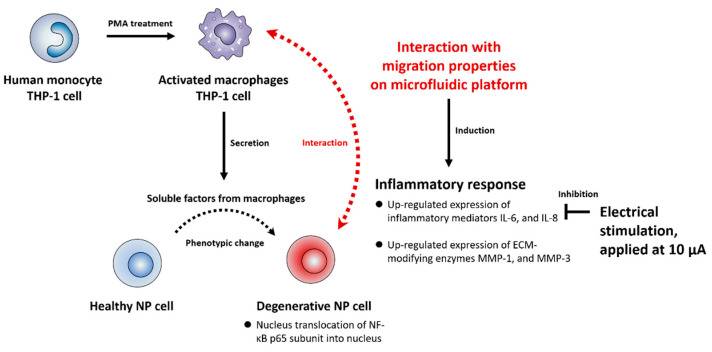 PMA treatment
Human monocyte
THP-1 cell
Activated macrophages
THP-1 cell
Secretion
Interaction
Soluble factors from macrophages
Phenotypic change
Healthy NP cell
Degenerative NP cell
● Nucleus translocation of NF-
κB p65 subunit into nucleus
Interaction with
migration properties
on microfluidic platform
Induction
Inflammatory response
● Up-regulated expression of
inflammatory mediators IL-6, and IL-8
● Up-regulated expression of ECM-
modifying enzymes MMP-1, and MMP-3
Inhibition
Electrical
stimulation,
applied at 10 μA